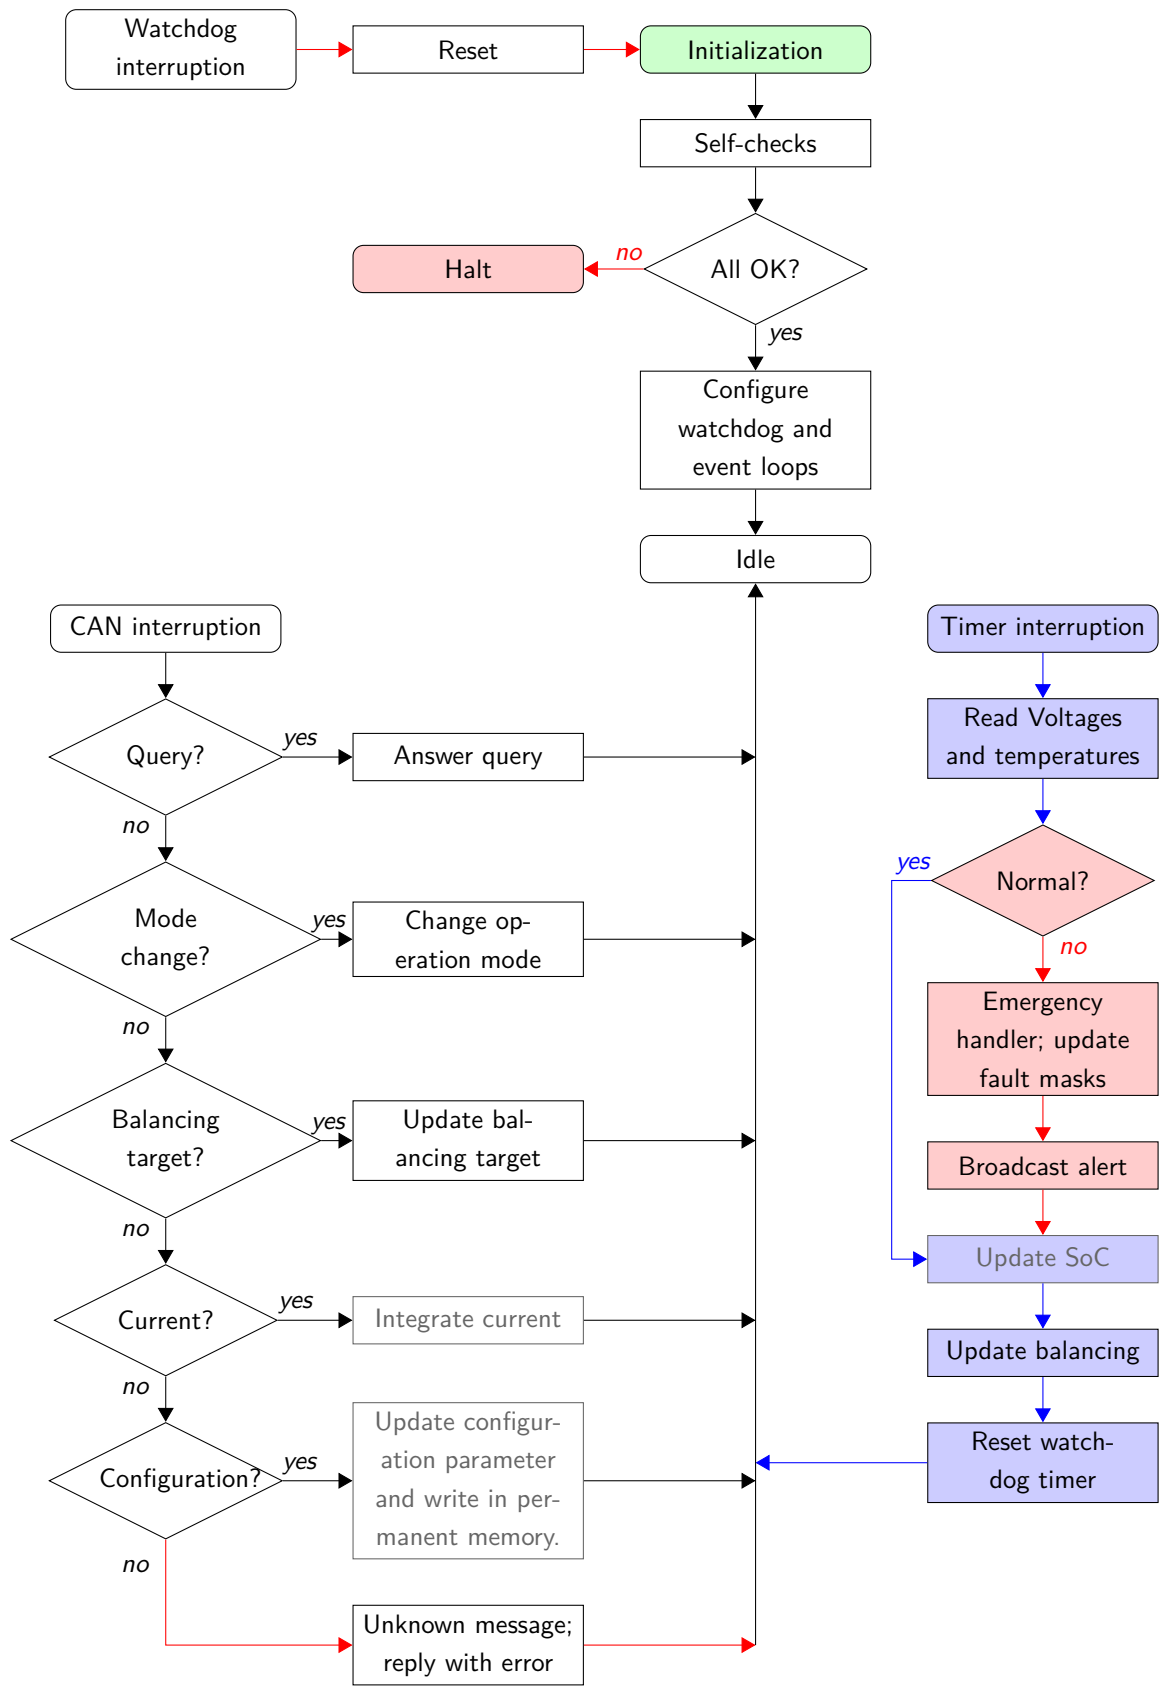 Watchdog
interruption
Reset
Initialization
Self-checks
All OK?
no
Halt
yes
Configure
watchdog and
event loops
Idle
CAN interruption
Query?
yes
Answer query
no
Mode
change?
yes
Change op-
eration mode
no
Balancing
target?
yes
Update bal-
ancing target
no
Current?
yes
Integrate current
no
Configuration?
yes
Update configur-
ation parameter
and write in per-
manent memory.
no
Unknown message;
reply with error
Timer interruption
Read Voltages
and temperatures
Normal?
yes
no
Emergency
handler; update
fault masks
Broadcast alert
Update SoC
Update balancing
Reset watch-
dog timer